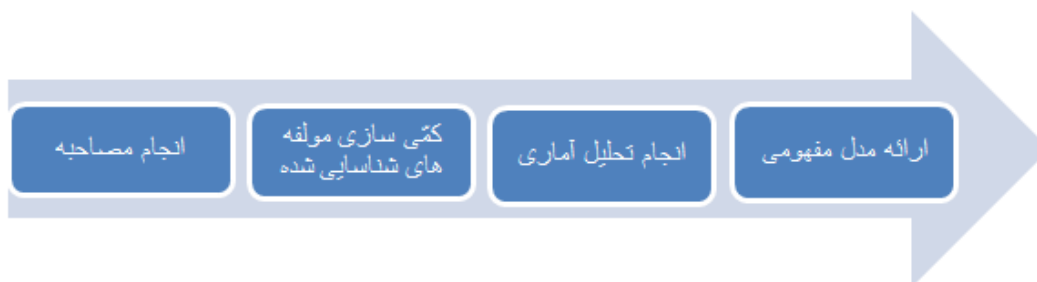 انجام مصاحبه
کمّی سازی مولفه
های شناسایی شده
انجام تحلیل آماری
ارائه مدل مفهومی